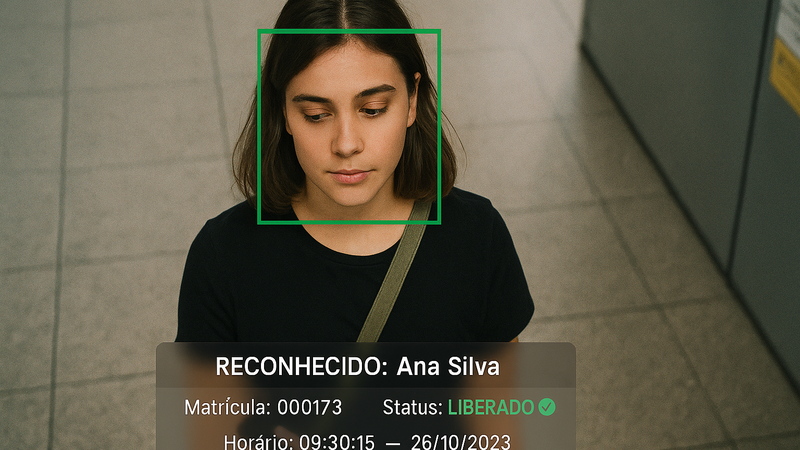 RECONHECIDO: Ana Silva
Matrícula: 000173 Status: LIBERADO
Horário: 09:30:15 — 26/10/2023